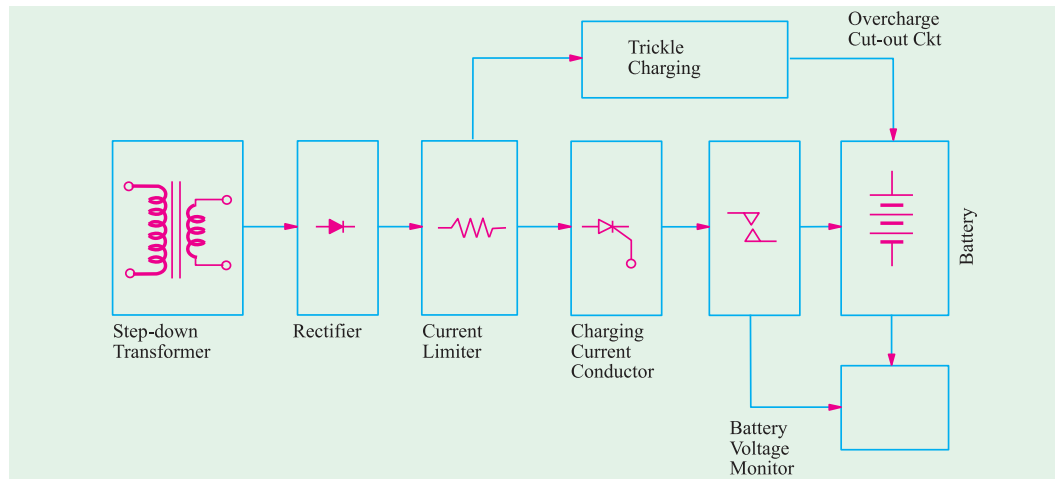 Overcharge
Cut-out Ckt
Trickle
Charging
Step-down
Transformer
Rectifier
Current
Limiter
Charging
Current
Conductor
Battery
Battery
Voltage
Monitor